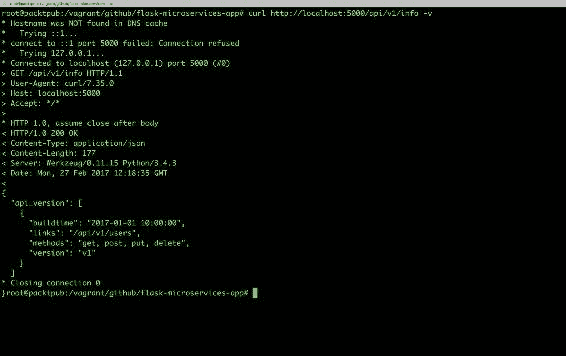 root@packtpub:/vagrant/github/flask-microservices-app# curl http://localhost:5000/api/v1/info -v
* Hostname was NOT found in DNS cache
*   Trying ::1...
* connect to ::1 port 5000 failed: Connection refused
*   Trying 127.0.0.1...
* Connected to localhost (127.0.0.1) port 5000 (#0)
> GET /api/v1/info HTTP/1.1
> User-Agent: curl/7.35.0
> Host: localhost:5000
> Accept: */*
>
* HTTP 1.0, assume close after body
< HTTP/1.0 200 OK
< Content-Type: application/json
< Content-Length: 177
< Server: Werkzeug/0.11.15 Python/3.4.3
< Date: Mon, 27 Feb 2017 12:18:35 GMT
<
{
  "api_version": [
    {
      "buildtime": "2017-01-01 10:00:00",
      "links": "/api/v1/users",
      "methods": "get, post, put, delete",
      "version": "v1"
    }
  ]
* Closing connection 0
}root@packtpub:/vagrant/github/flask-microservices-app#